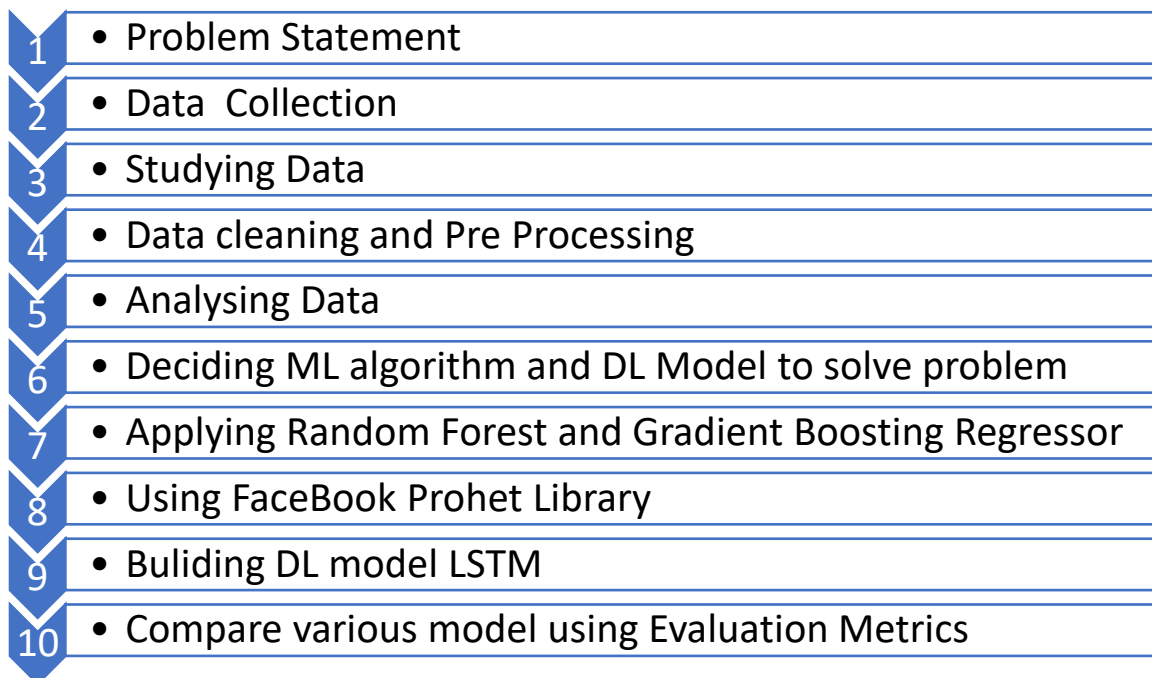 1 • Problem Statement
2 • Data Collection
3 • Studying Data
4 • Data cleaning and Pre Processing
5 • Analysing Data
6 • Deciding ML algorithm and DL Model to solve problem
7 • Applying Random Forest and Gradient Boosting Regressor
8 • Using FaceBook Prohet Library
9 • Buliding DL model LSTM
10 • Compare various model using Evaluation Metrics